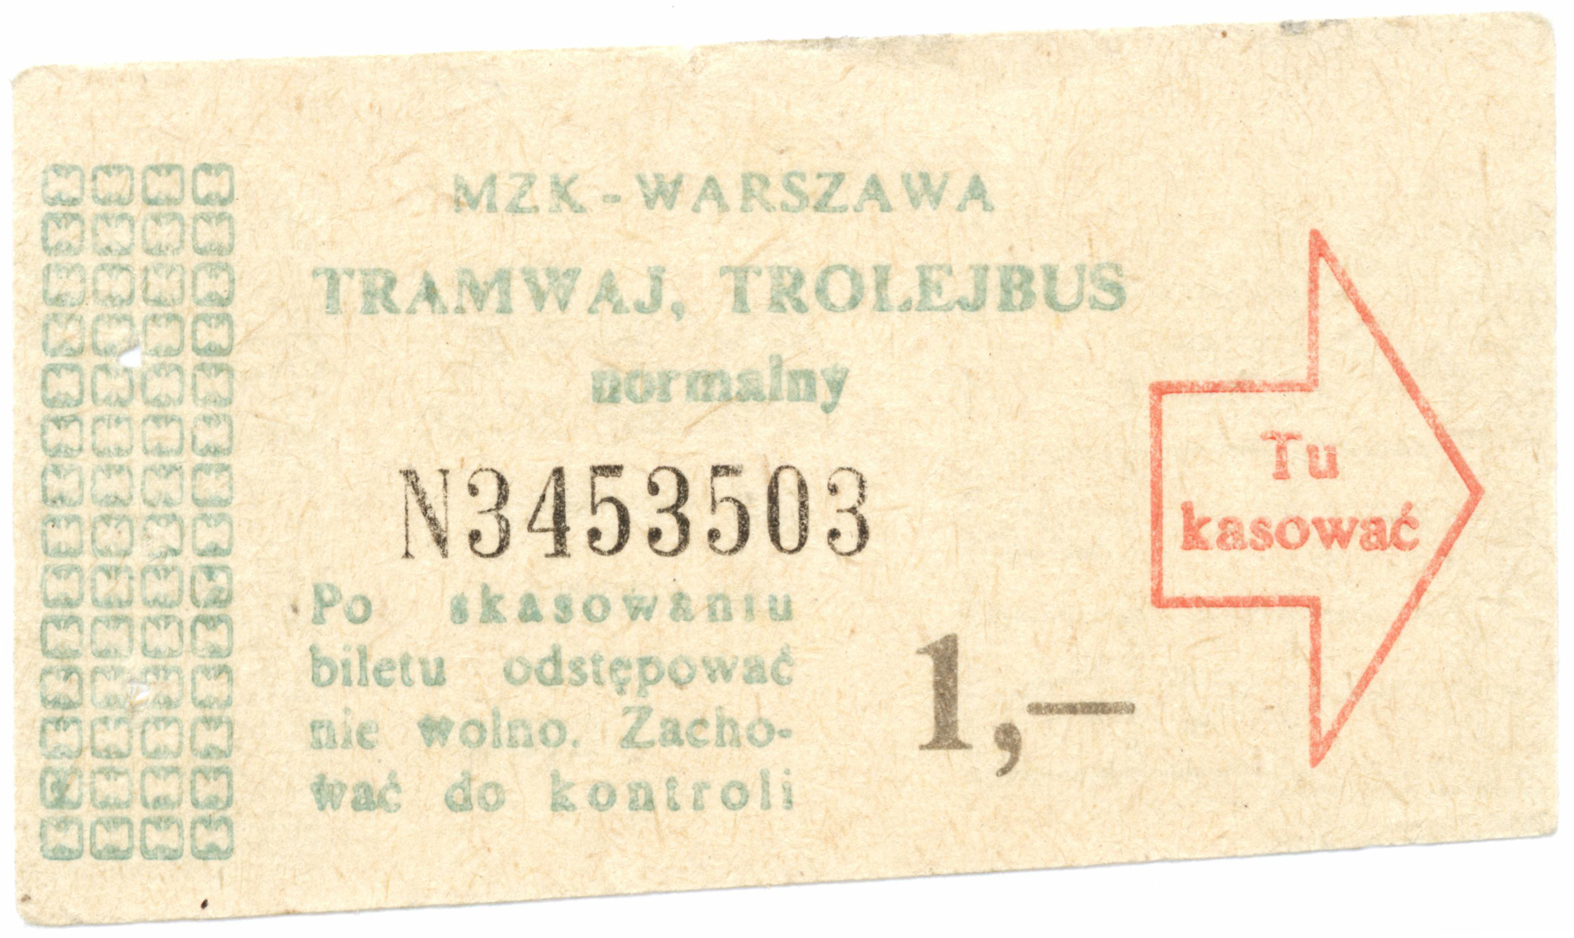 MZK-WARSZAWA
TRAMWAJ, TROLEJBUS
normalny
N3453503
Po skasowaniu
biletu odstępować
nie wolno. Zacho-
wać do kontroli
1,—
Tu
kasować